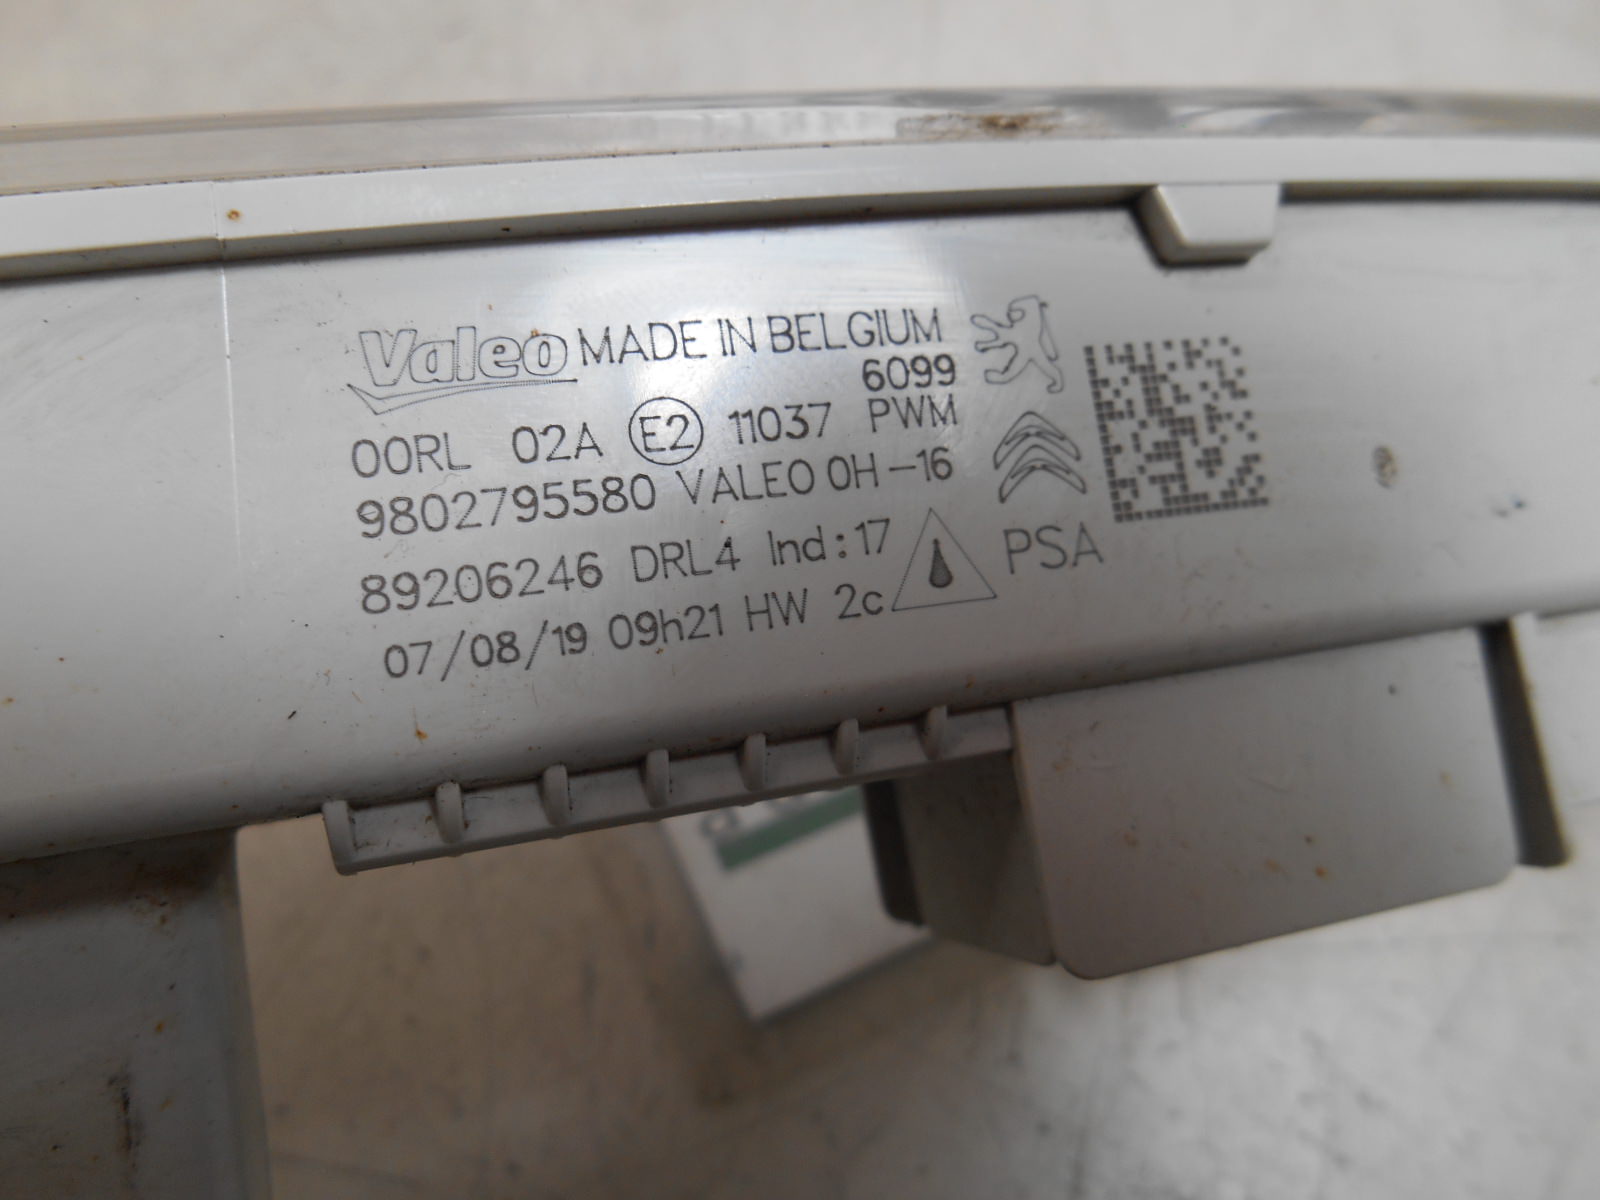 Valeo MADE IN BELGIUM
6099
00RL 02A E2 11037 PWM
9802795580 VALEO 0H-16
89206246 DRL4 Ind:17
07/08/19 09h21 HW 2c
PSA